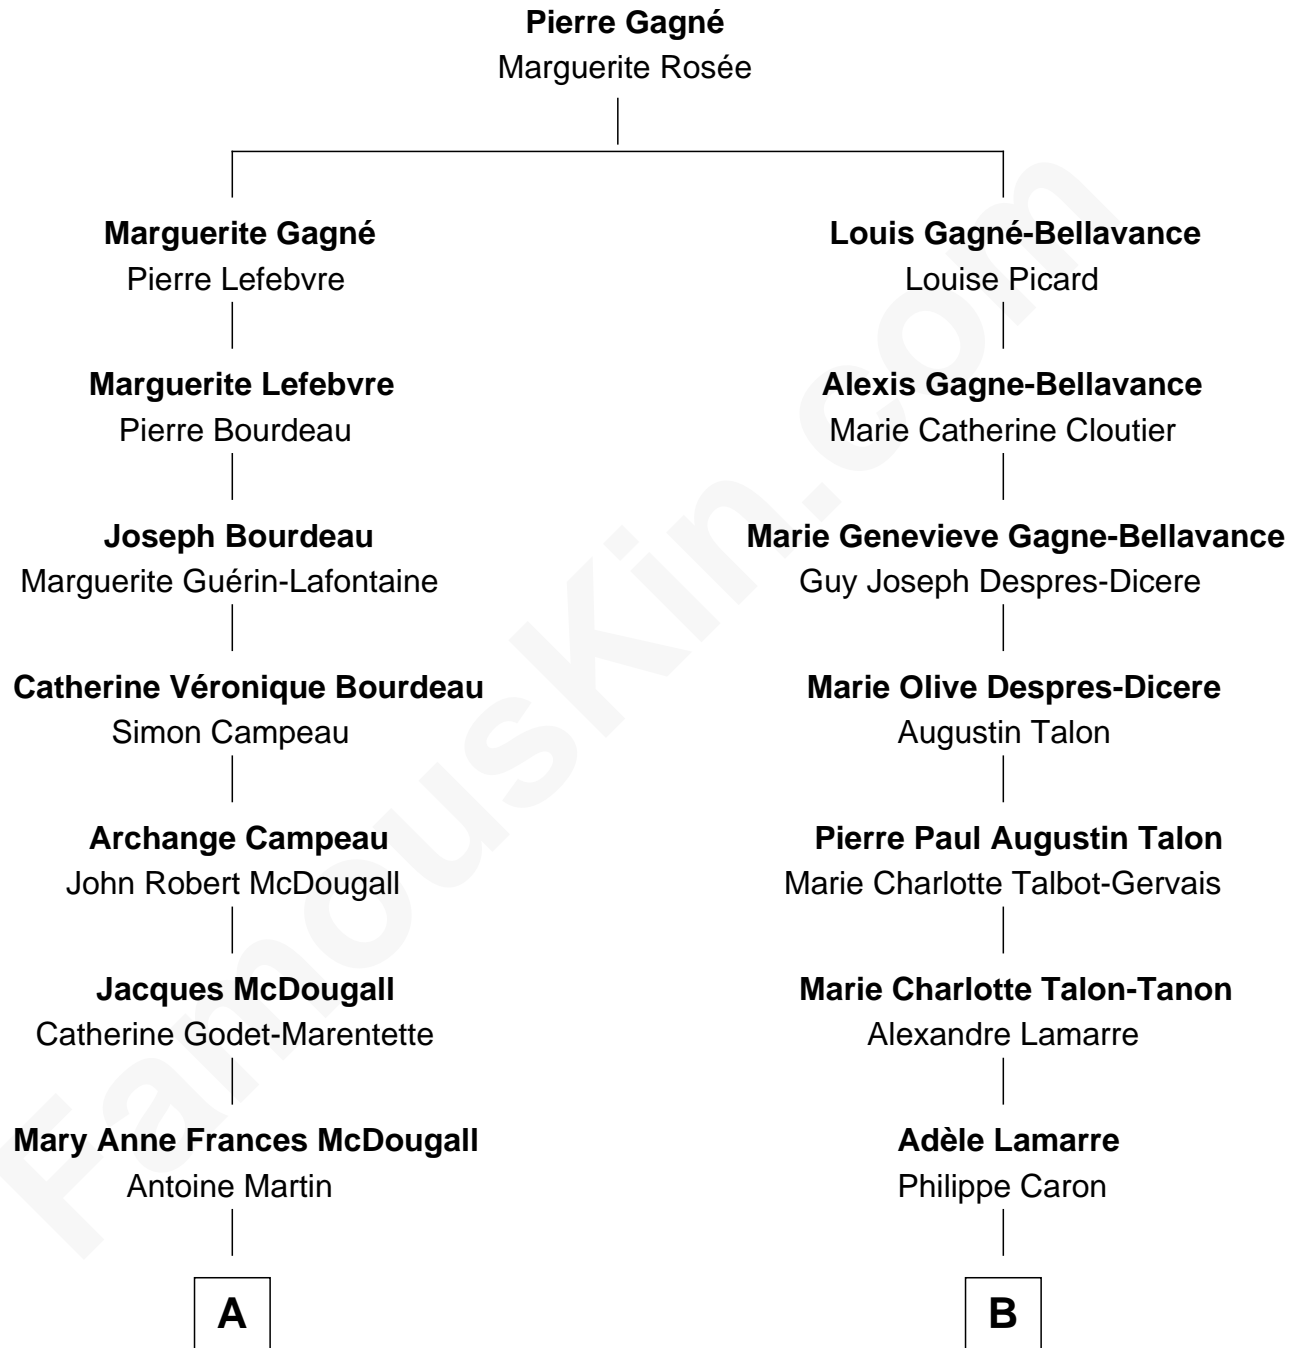 Pierre Gagné
Marguerite Rosée
Marguerite Gagné
Pierre Lefebvre
Marguerite Lefebvre
Pierre Bourdeau
Joseph Bourdeau
Marguerite Guérin-Lafontaine
Catherine Véronique Bourdeau
Simon Campeau
Archange Campeau
John Robert McDougall
Jacques McDougall
Catherine Godet-Marentette
Mary Anne Frances McDougall
Antoine Martin
A
Louis Gagné-Bellavance
Louise Picard
Alexis Gagne-Bellavance
Marie Catherine Cloutier
Marie Genevieve Gagne-Bellavance
Guy Joseph Despres-Dicere
Marie Olive Despres-Dicere
Augustin Talon
Pierre Paul Augustin Talon
Marie Charlotte Talbot-Gervais
Marie Charlotte Talon-Tanon
Alexandre Lamarre
Adèle Lamarre
Philippe Caron
B
FamousKin.com